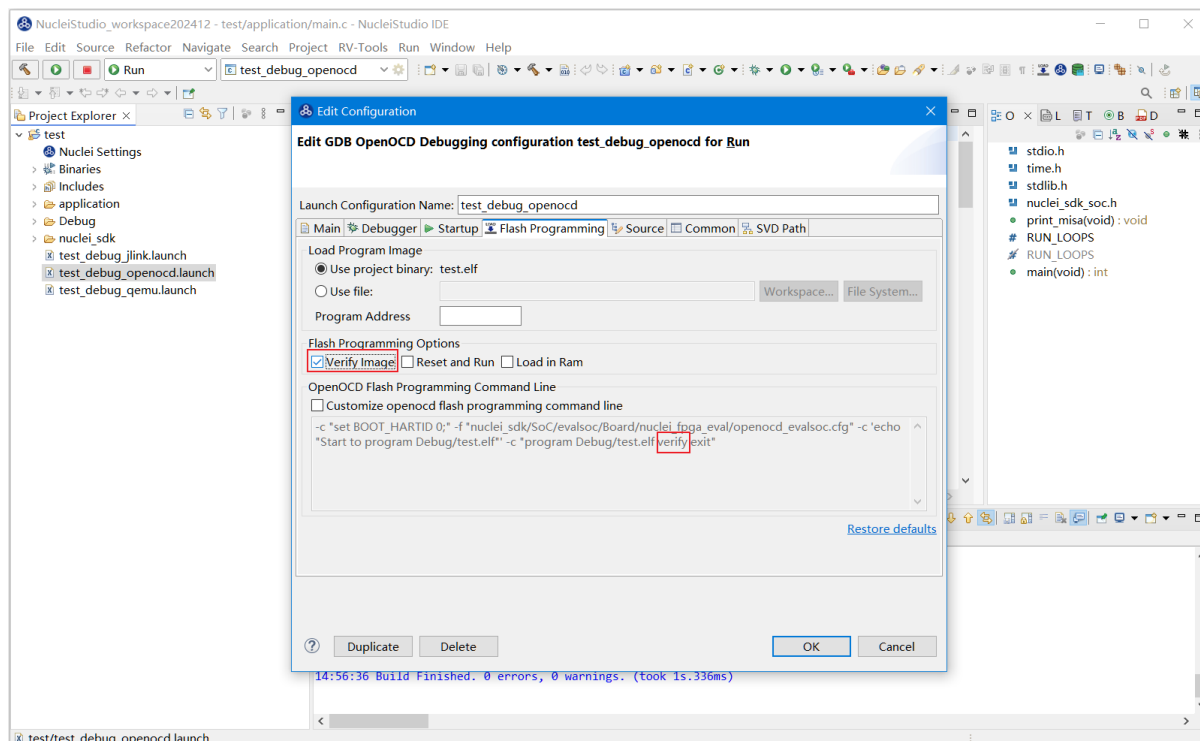 NucleiStudio_workspace202412 - test/application/main.c - NucleiStudio IDE
File Edit Source Refactor Navigate Search Project RV-Tools Run Window Help
Run test_debug_openocd
Project Explorer
test
Nuclei Settings
Binaries
Includes
application
Debug
nuclei_sdk
test_debug_jlink.launch
test_debug_openocd.launch
test_debug_qemu.launch
Edit Configuration
Edit GDB OpenOCD Debugging configuration test_debug_openocd for Run
Launch Configuration Name: test_debug_openocd
Main Debugger Startup Flash Programming Source Common SVD Path
Load Program Image
Use project binary: test.elf
Use file: Workspace... File System...
Program Address
Flash Programming Options
Verify Image Reset and Run Load in Ram
OpenOCD Flash Programming Command Line
Customize openocd flash programming command line
-c "set BOOT_HARTID 0;" -f "nuclei_sdk/SoC/evalsoc/Board/nuclei_fpga_eval/openocd_evalsoc.cfg" -c 'echo
"Start to program Debug/test.elf"' -c "program Debug/test.elf verify exit"
Restore defaults
Duplicate Delete OK Cancel
O L T B D
stdio.h
time.h
stdlib.h
nuclei_sdk_soc.h
print_misa(void) : void
RUN_LOOPS
RUN_LOOPS
main(void) : int
14:56:36 Build Finished. 0 errors, 0 warnings. (took 1s.336ms)
test/test_debug_openocd.launch